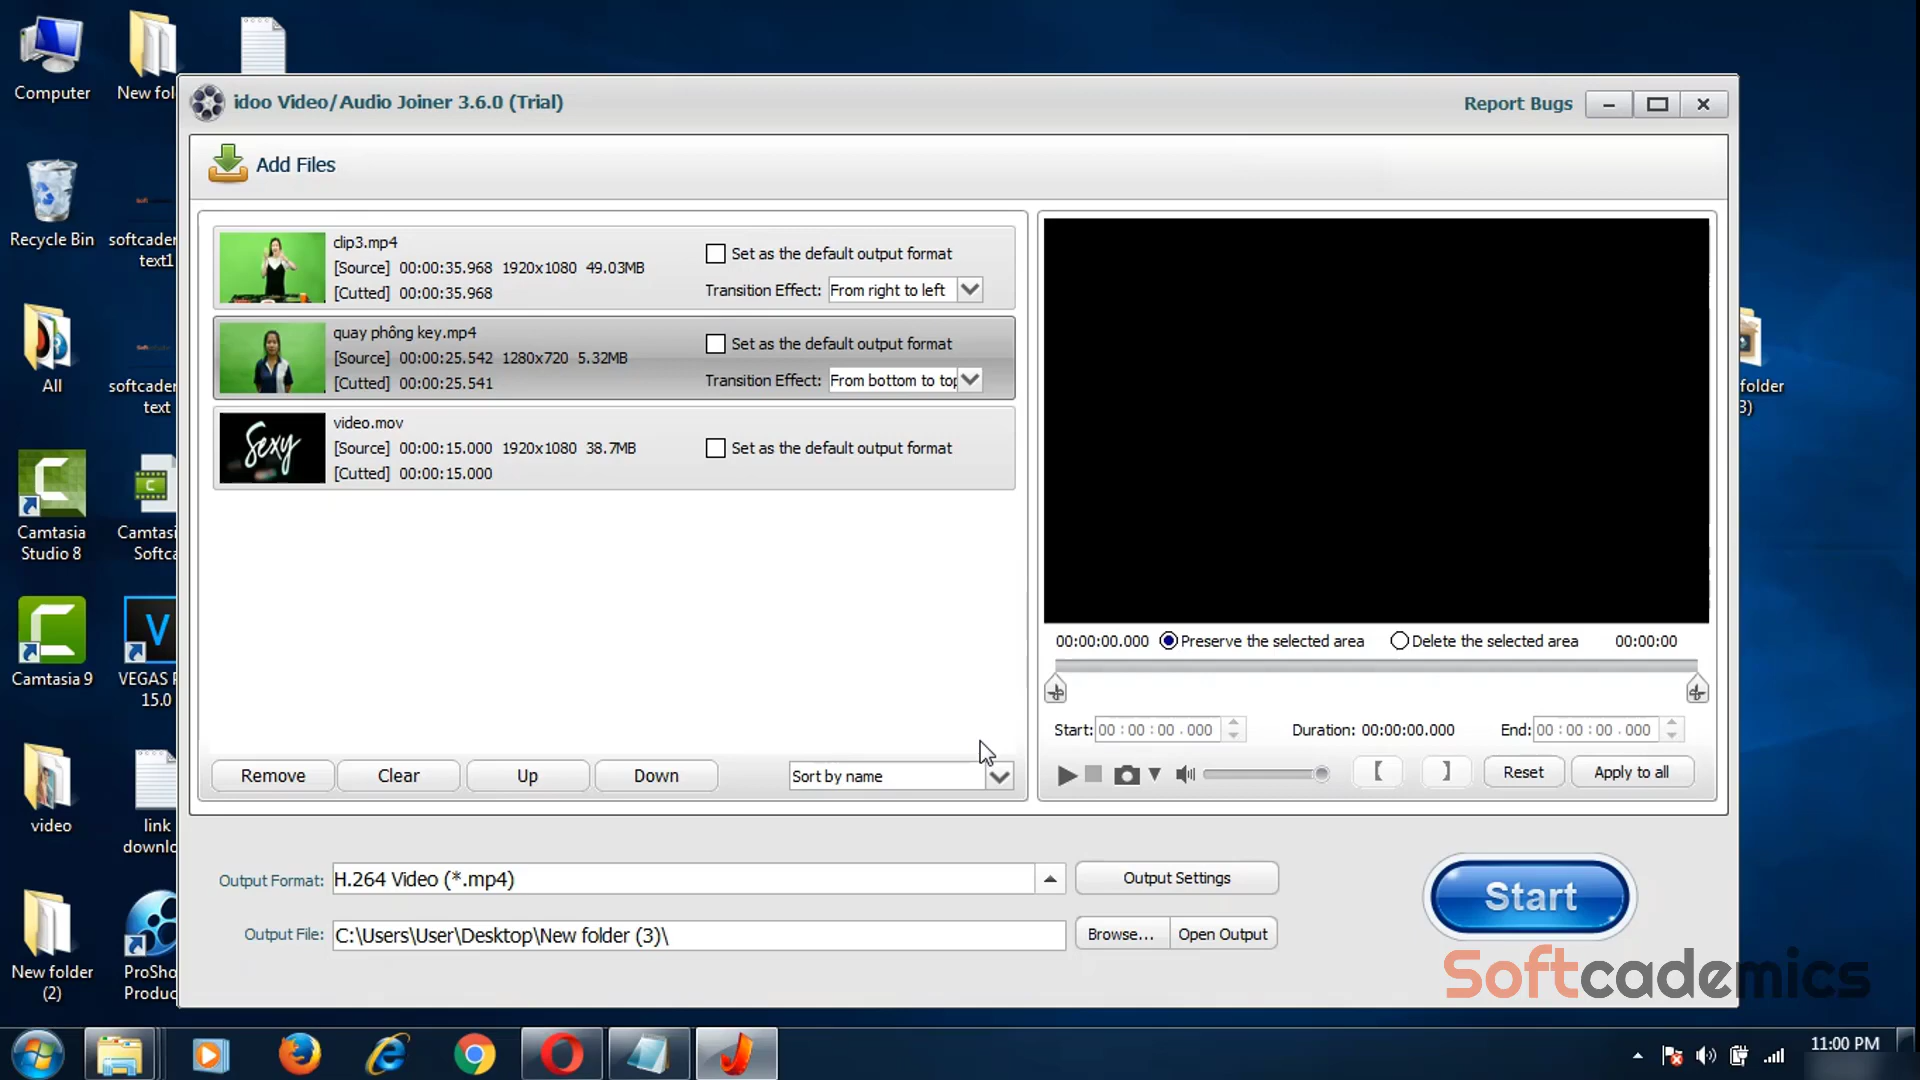 Computer
New fol
Recycle Bin
softcader
text1
All
softcader
text
Camtasia
Studio 8
Camtasi
Softca
Camtasia 9
VEGAS P
15.0
video
link
downlo
New folder
(2)
ProSho
Produc
folder
3)
idoo Video/Audio Joiner 3.6.0 (Trial)
Report Bugs
Add Files
clip3.mp4
[Source] 00:00:35.968 1920x1080 49.03MB
[Cutted] 00:00:35.968
Set as the default output format
Transition Effect: From right to left
quay phông key.mp4
[Source] 00:00:25.542 1280x720 5.32MB
[Cutted] 00:00:25.541
Set as the default output format
Transition Effect: From bottom to top
Sexy
video.mov
[Source] 00:00:15.000 1920x1080 38.7MB
[Cutted] 00:00:15.000
Set as the default output format
Remove
Clear
Up
Down
Sort by name
00:00:00.000 Preserve the selected area Delete the selected area 00:00:00
Start: 00 : 00 : 00 . 000 Duration: 00:00:00.000 End: 00 : 00 : 00 . 000
Reset
Apply to all
Output Format: H.264 Video (*.mp4)
Output Settings
Output File: C:\Users\User\Desktop\New folder (3)\
Browse...
Open Output
Start
Softcademics
11:00 PM